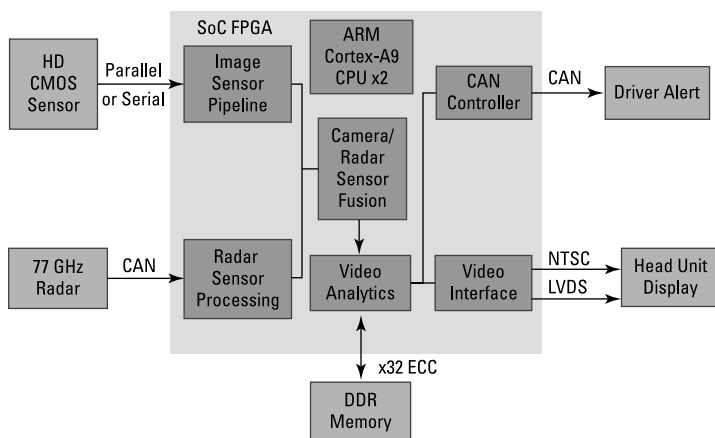 SoC FPGA
HD
CMOS
Sensor
Parallel
or Serial
Image
Sensor
Pipeline
ARM
Cortex-A9
CPU x2
CAN
Controller
CAN
Driver Alert
Camera/
Radar
Sensor
Fusion
77 GHz
Radar
CAN
Radar
Sensor
Processing
Video
Analytics
Video
Interface
NTSC
LVDS
Head Unit
Display
x32 ECC
DDR
Memory